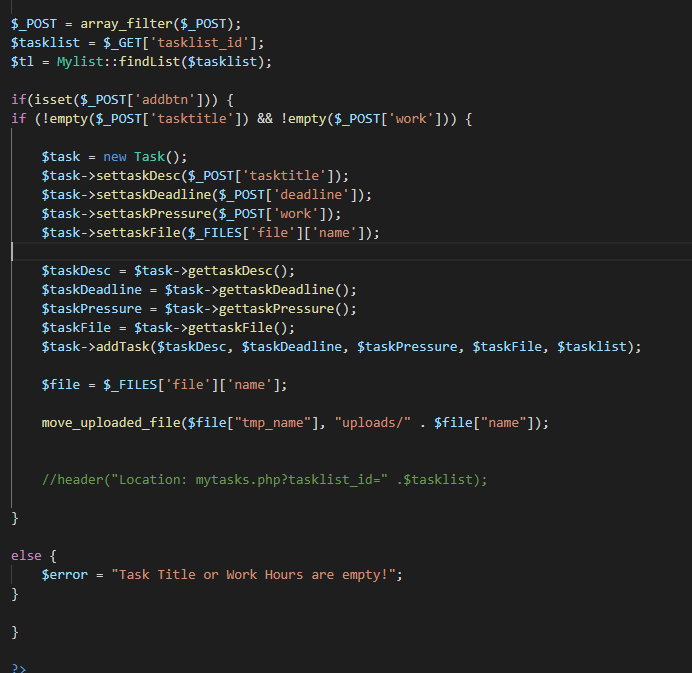 $_POST = array_filter($_POST);
$tasklist = $_GET['tasklist_id'];
$tl = Mylist::findList($tasklist);
if(isset($_POST['addbtn'])) {
if (!empty($_POST['tasktitle']) && !empty($_POST['work'])) {
$task = new Task();
$task->settaskDesc($_POST['tasktitle']);
$task->settaskDeadline($_POST['deadline']);
$task->settaskPressure($_POST['work']);
$task->settaskFile($_FILES['file']['name']);
$taskDesc = $task->gettaskDesc();
$taskDeadline = $task->gettaskDeadline();
$taskPressure = $task->gettaskPressure();
$taskFile = $task->gettaskFile();
$task->addTask($taskDesc, $taskDeadline, $taskPressure, $taskFile, $tasklist);
$file = $_FILES['file']['name'];
move_uploaded_file($file["tmp_name"], "uploads/" . $file["name"]);
//header("Location: mytasks.php?tasklist_id=" .$tasklist);
}
else {
$error = "Task Title or Work Hours are empty!";
}
}
?>